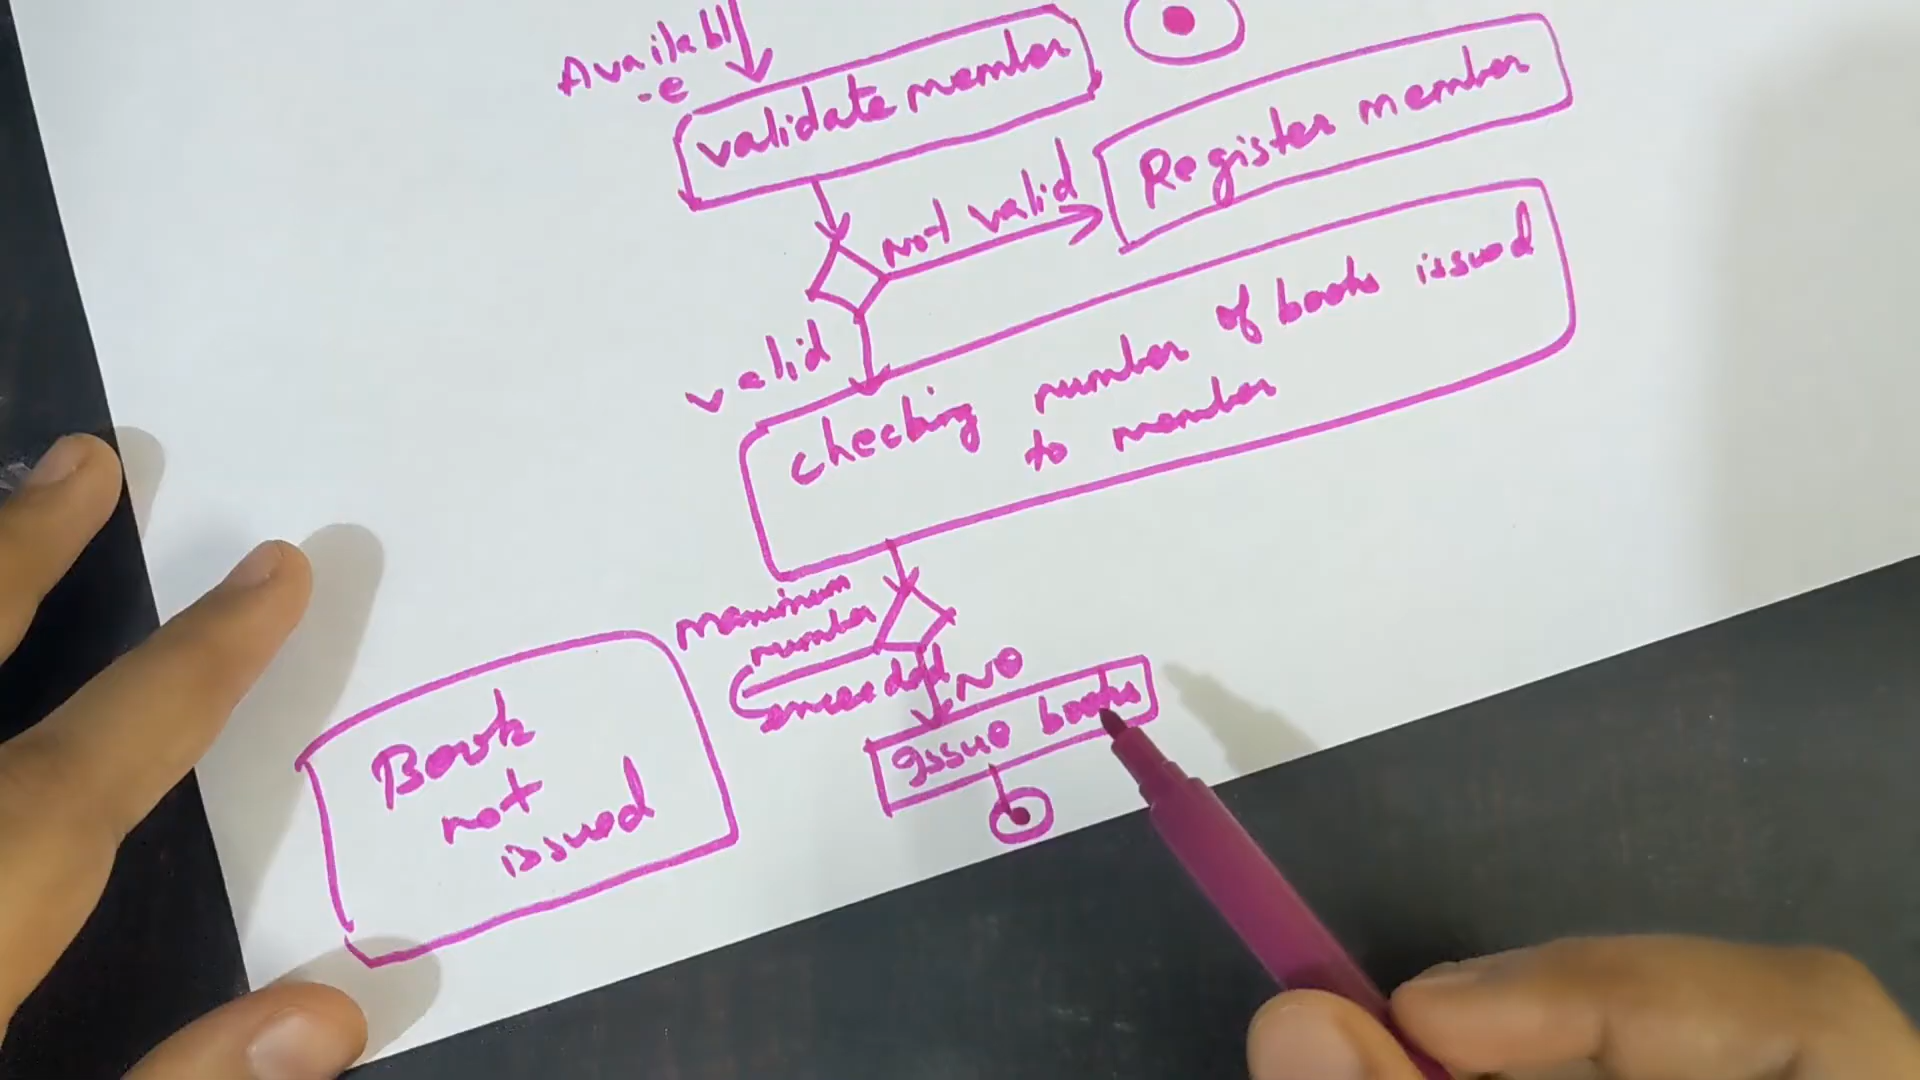 Availabl
-e
validate member
not valid
Register member
valid
checking number of books issued
to member
maximum
number
exceeded
NO
Issue books
Book
not
issued